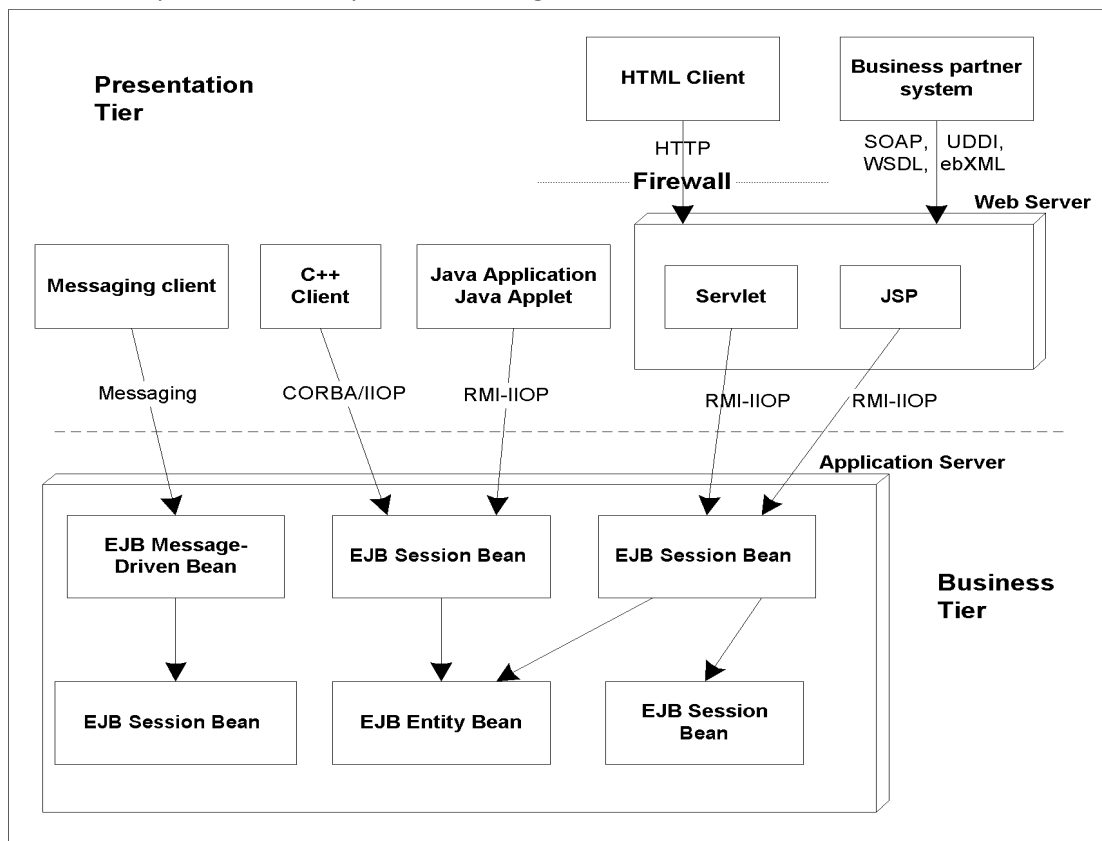 Presentation
Tier
HTML Client
Business partner
system
HTTP
SOAP, UDDI,
WSDL, ebXML
Firewall
Web Server
Messaging client
C++
Client
Java Application
Java Applet
Servlet
JSP
Messaging
CORBA/IIOP
RMI-IIOP
RMI-IIOP
RMI-IIOP
Application Server
EJB Message-
Driven Bean
EJB Session Bean
EJB Session Bean
Business
Tier
EJB Session Bean
EJB Entity Bean
EJB Session
Bean